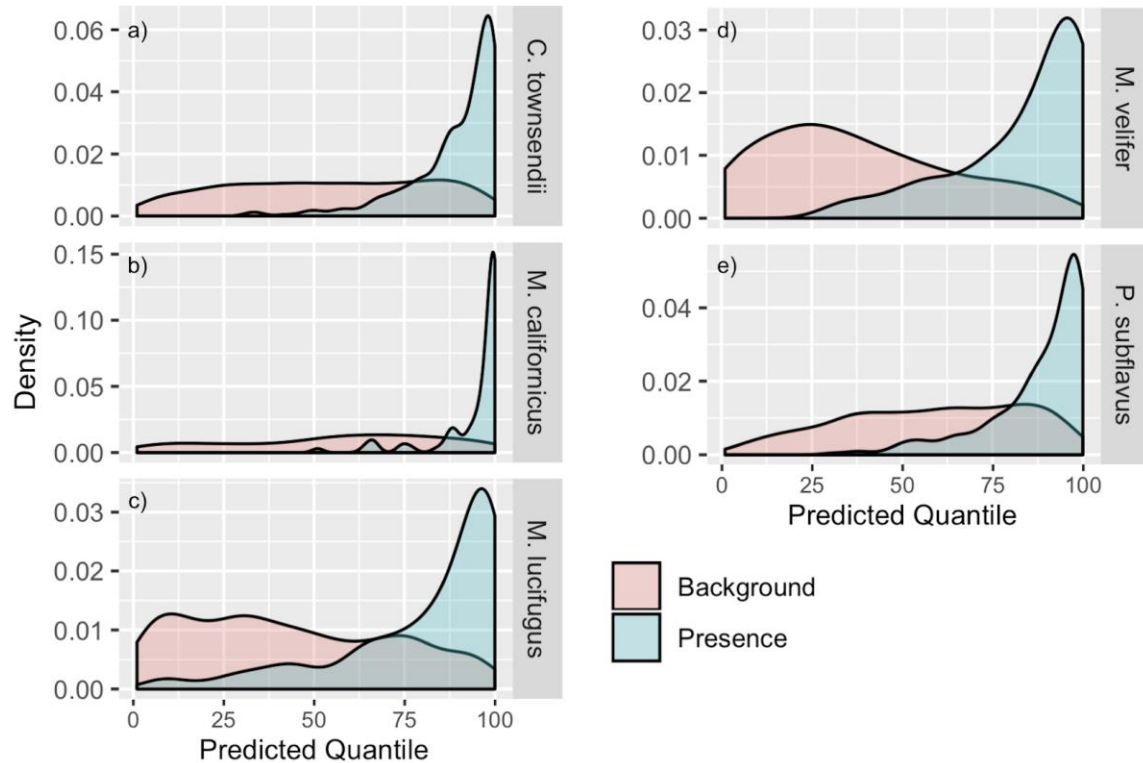 Density
a)
0.06
0.04
0.02
0.00
C. townsendii
b)
0.15
0.10
0.05
0.00
M. californicus
c)
0.03
0.02
0.01
0.00
M. lucifugus
0 25 50 75 100
Predicted Quantile
d)
0.03
0.02
0.01
0.00
M. velifer
e)
0.04
0.02
0.00
P. subflavus
0 25 50 75 100
Predicted Quantile
Background
Presence